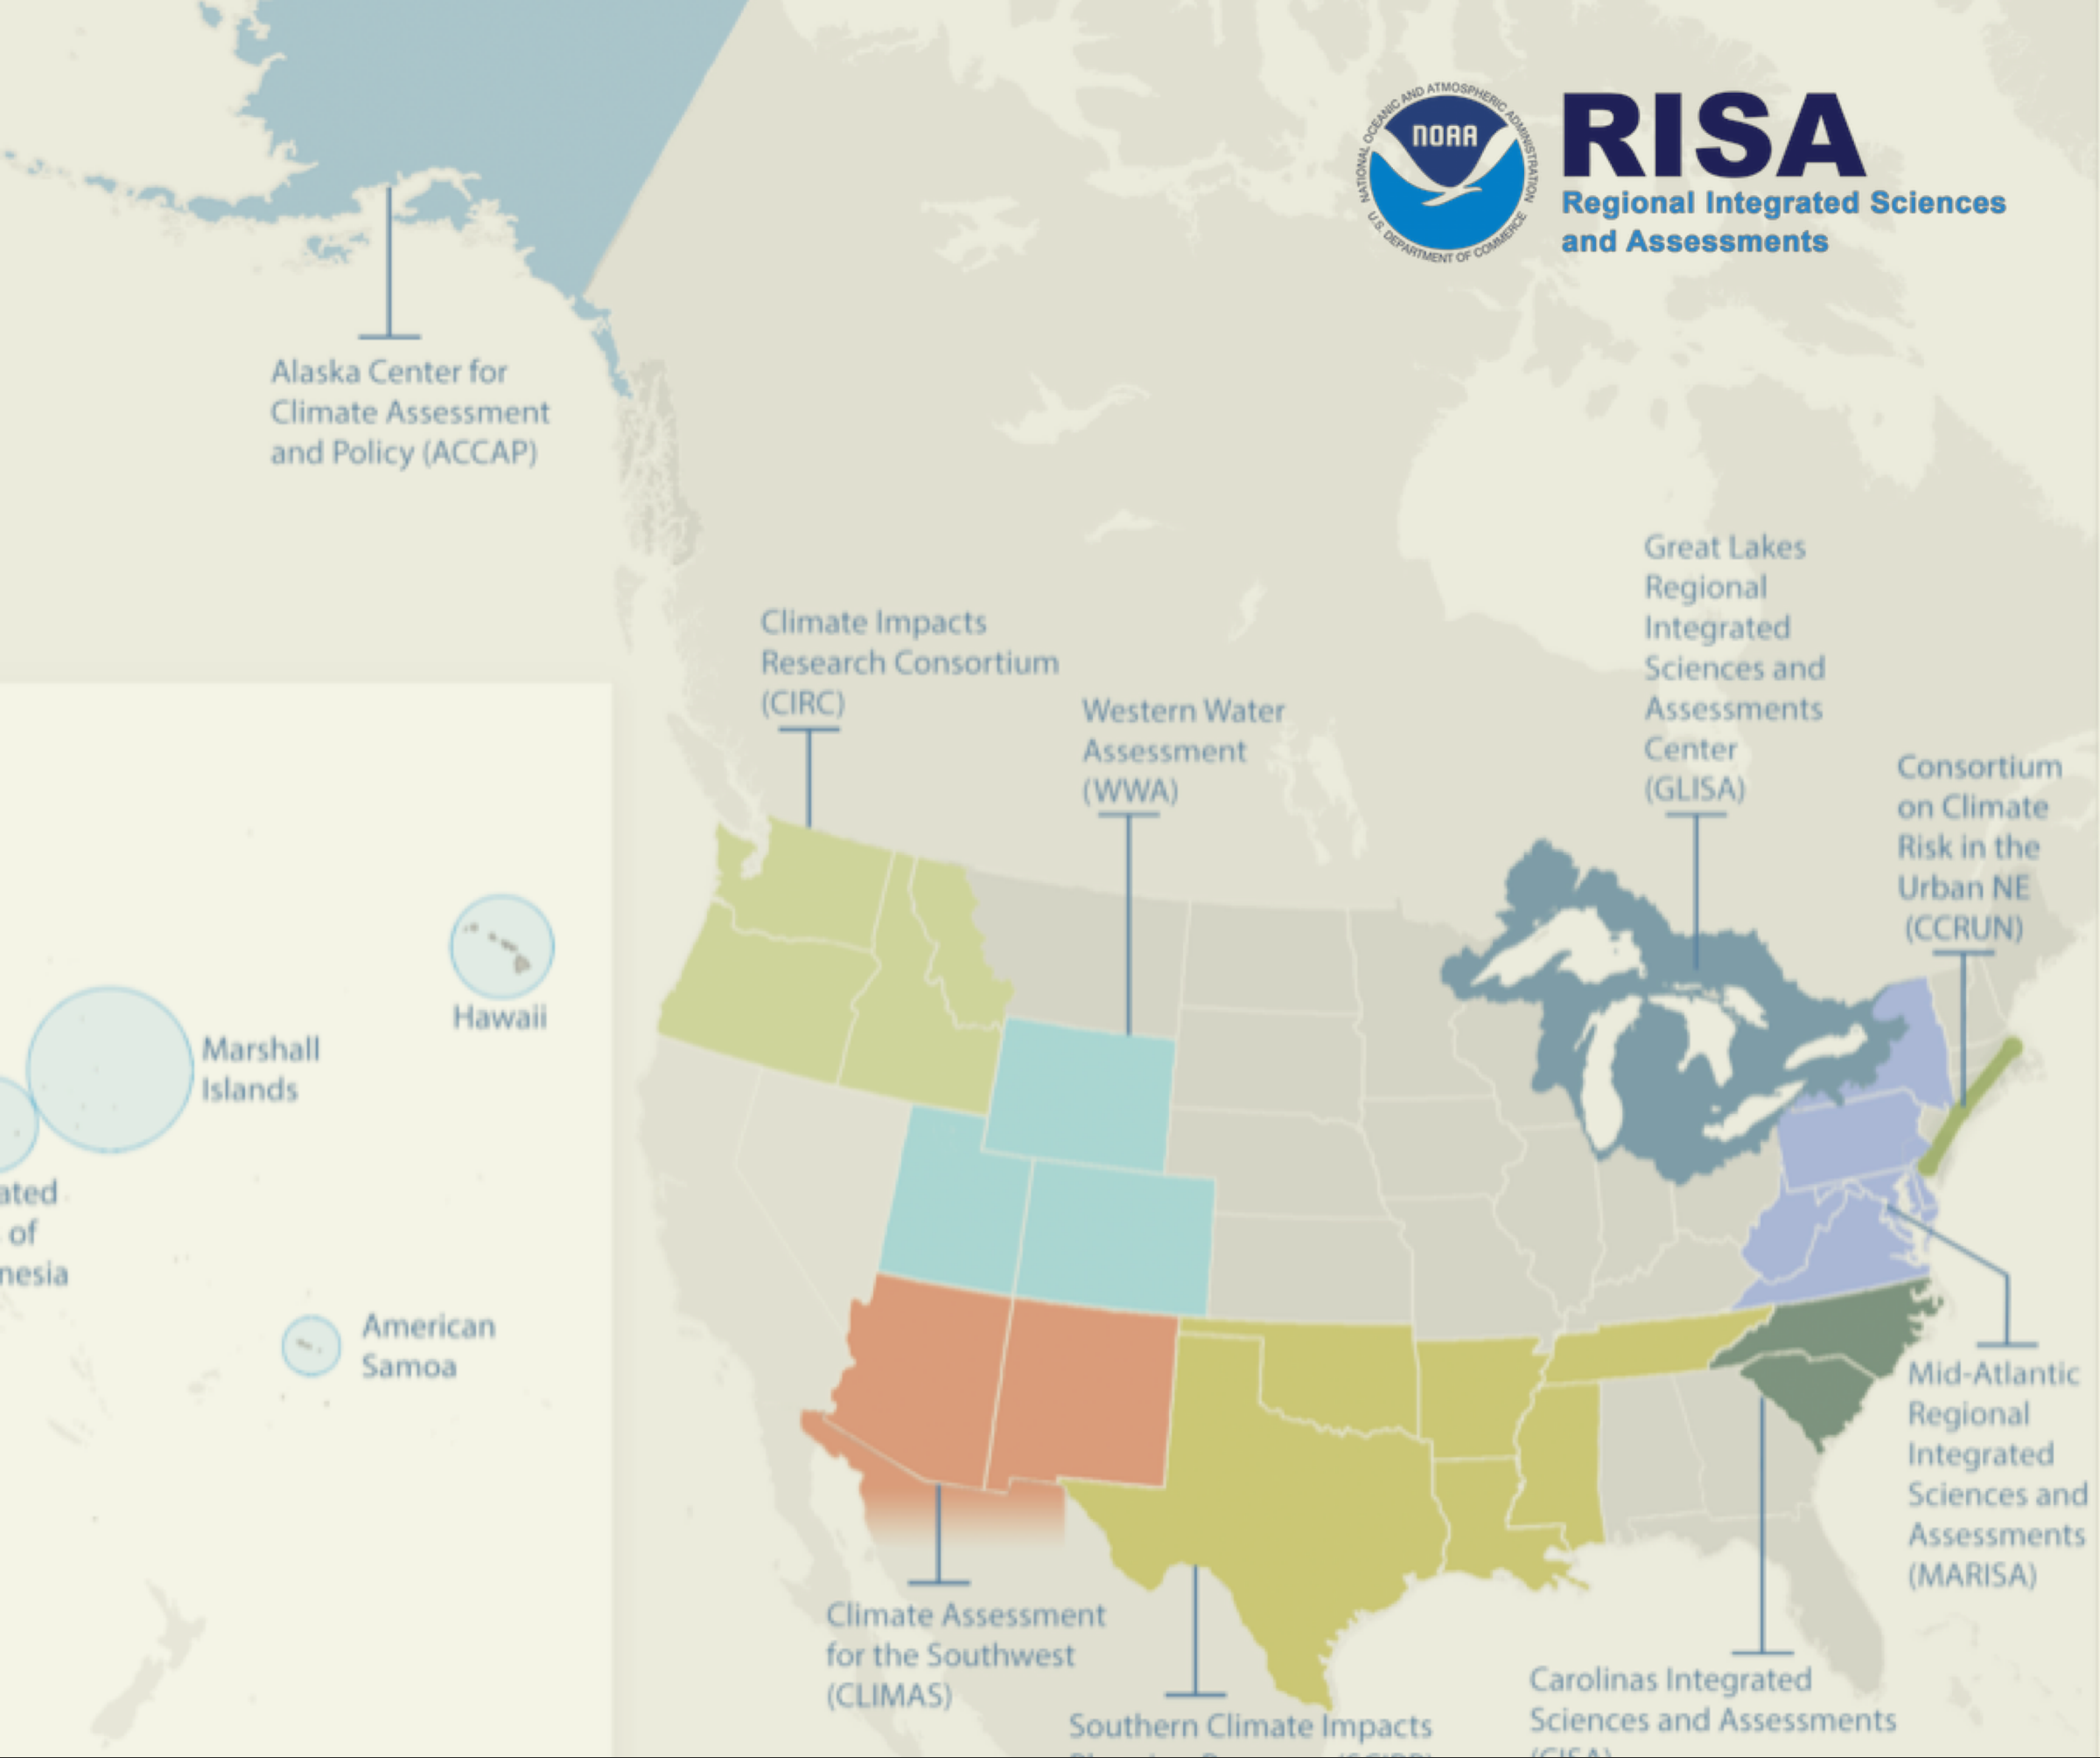 NATIONAL OCEANIC AND ATMOSPHERIC ADMINISTRATION
U.S. DEPARTMENT OF COMMERCE
NOAA
RISA
Regional Integrated Sciences
and Assessments
Alaska Center for
Climate Assessment
and Policy (ACCAP)
Climate Impacts
Research Consortium
(CIRC)
Western Water
Assessment
(WWA)
Great Lakes
Regional
Integrated
Sciences and
Assessments
Center
(GLISA)
Consortium
on Climate
Risk in the
Urban NE
(CCRUN)
Hawaii
Marshall
Islands
ated
of
nesia
American
Samoa
Mid-Atlantic
Regional
Integrated
Sciences and
Assessments
(MARISA)
Climate Assessment
for the Southwest
(CLIMAS)
Southern Climate Impacts
Carolinas Integrated
Sciences and Assessments